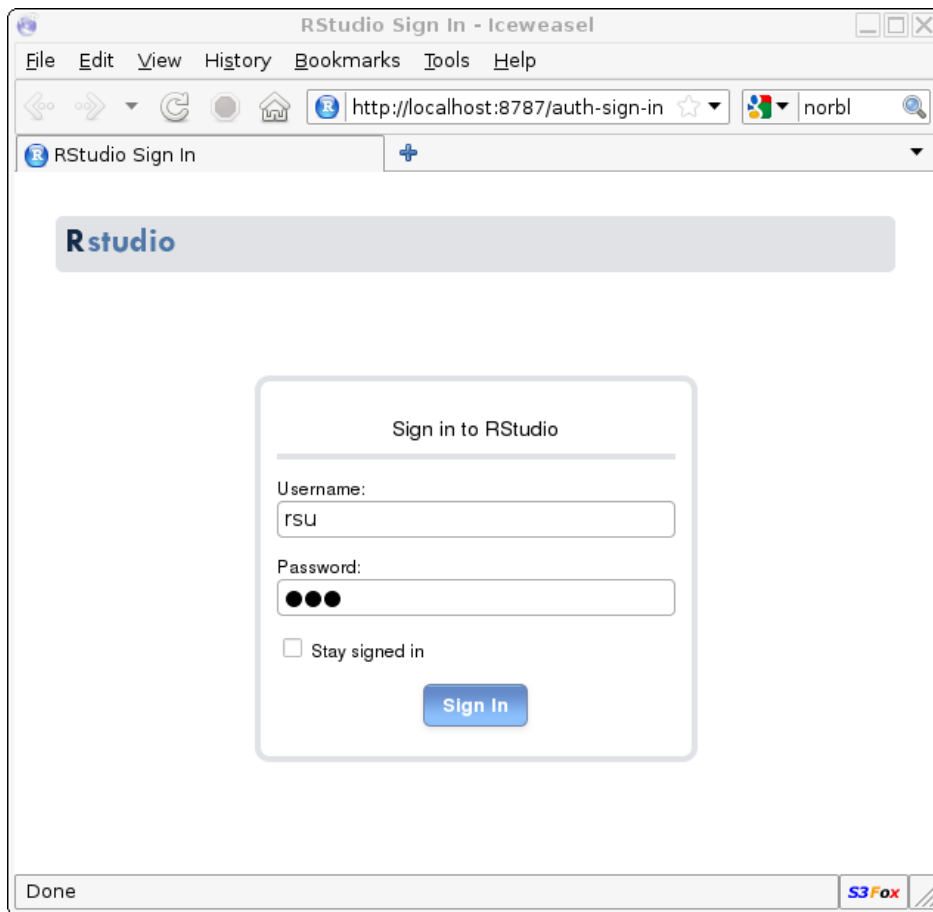 RStudio Sign In - Iceweasel
File Edit View History Bookmarks Tools Help
R http://localhost:8787/auth-sign-in norbl
R RStudio Sign In
Rstudio
Sign in to RStudio
Username:
rsu
Password:
●●●
Stay signed in
Sign In
Done S3Fox